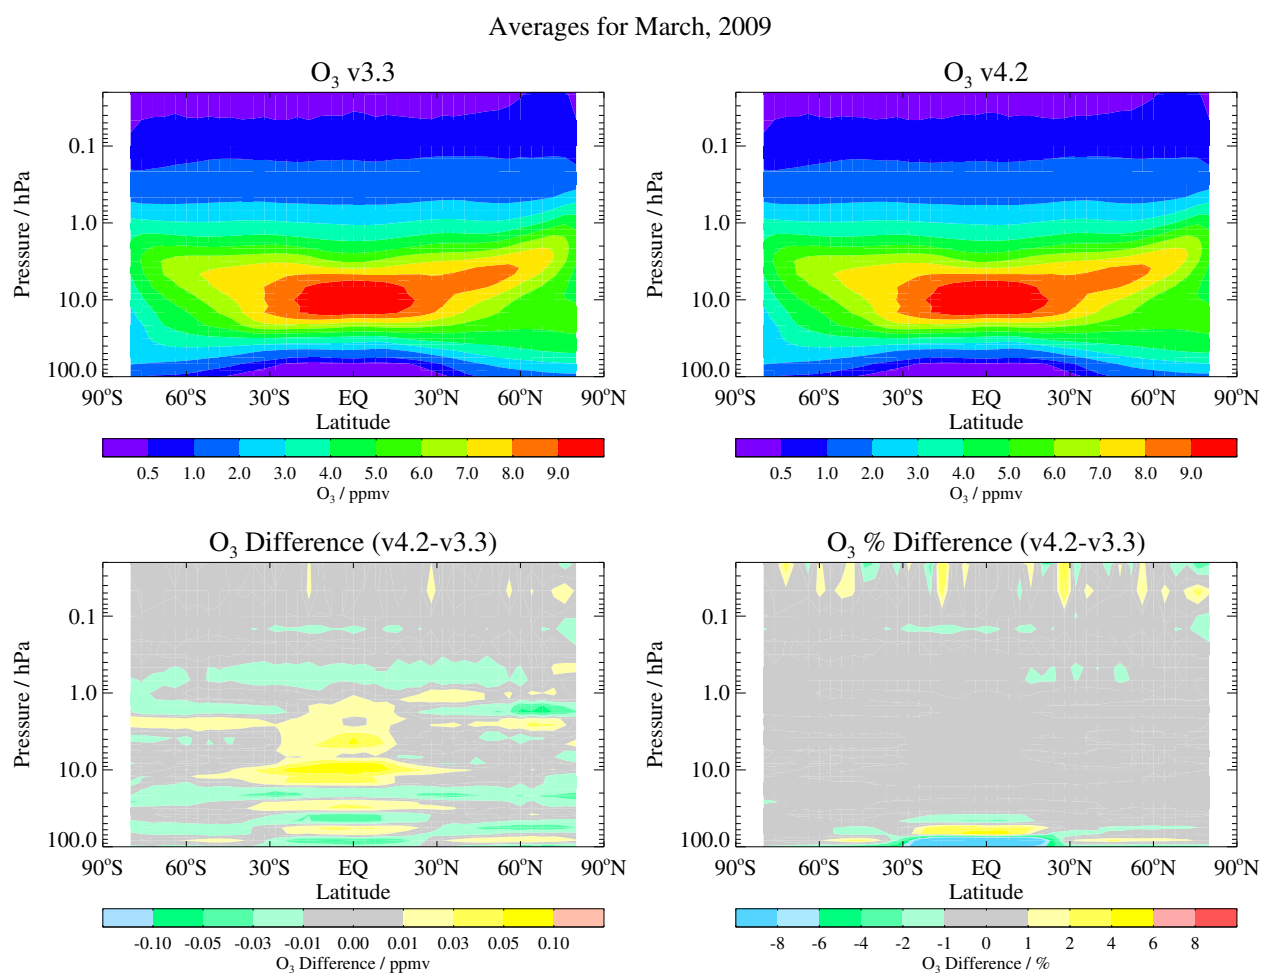 Averages for March, 2009
O₃ v3.3
O₃ v4.2
Pressure / hPa
0.1
1.0
10.0
100.0
90°S 60°S 30°S EQ 30°N 60°N 90°N
Latitude
0.5 1.0 2.0 3.0 4.0 5.0 6.0 7.0 8.0 9.0
O₃ / ppmv
Pressure / hPa
0.1
1.0
10.0
100.0
90°S 60°S 30°S EQ 30°N 60°N 90°N
Latitude
0.5 1.0 2.0 3.0 4.0 5.0 6.0 7.0 8.0 9.0
O₃ / ppmv
O₃ Difference (v4.2-v3.3)
Pressure / hPa
0.1
1.0
10.0
100.0
90°S 60°S 30°S EQ 30°N 60°N 90°N
Latitude
-0.10 -0.05 -0.03 -0.01 0.00 0.01 0.03 0.05 0.10
O₃ Difference / ppmv
O₃ % Difference (v4.2-v3.3)
Pressure / hPa
0.1
1.0
10.0
100.0
90°S 60°S 30°S EQ 30°N 60°N 90°N
Latitude
-8 -6 -4 -2 -1 0 1 2 4 6 8
O₃ Difference / %